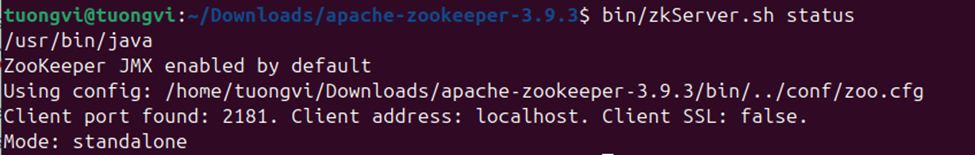 tuongvi@tuongvi:~/Downloads/apache-zookeeper-3.9.3$ bin/zkServer.sh status
/usr/bin/java
ZooKeeper JMX enabled by default
Using config: /home/tuongvi/Downloads/apache-zookeeper-3.9.3/bin/../conf/zoo.cfg
Client port found: 2181. Client address: localhost. Client SSL: false.
Mode: standalone